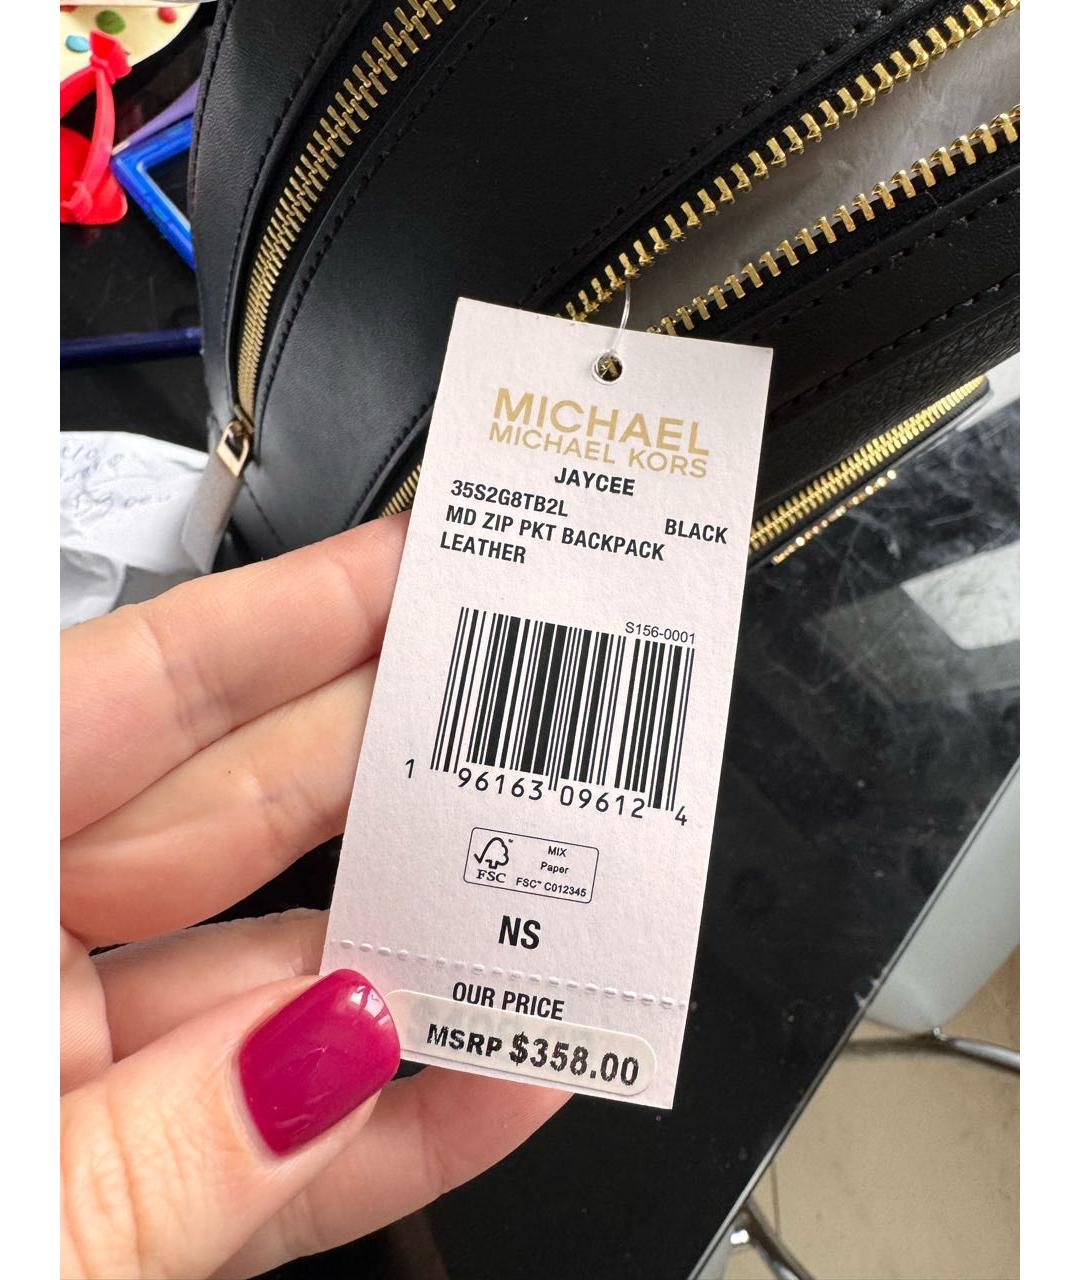 MICHAEL
MICHAEL KORS
JAYCEE
35S2G8TB2L BLACK
MD ZIP PKT BACKPACK
LEATHER
S156-0001
1 96163 09612 4
FSC™
MIX
Paper
FSC™ C012345
NS
OUR PRICE
MSRP $358.00